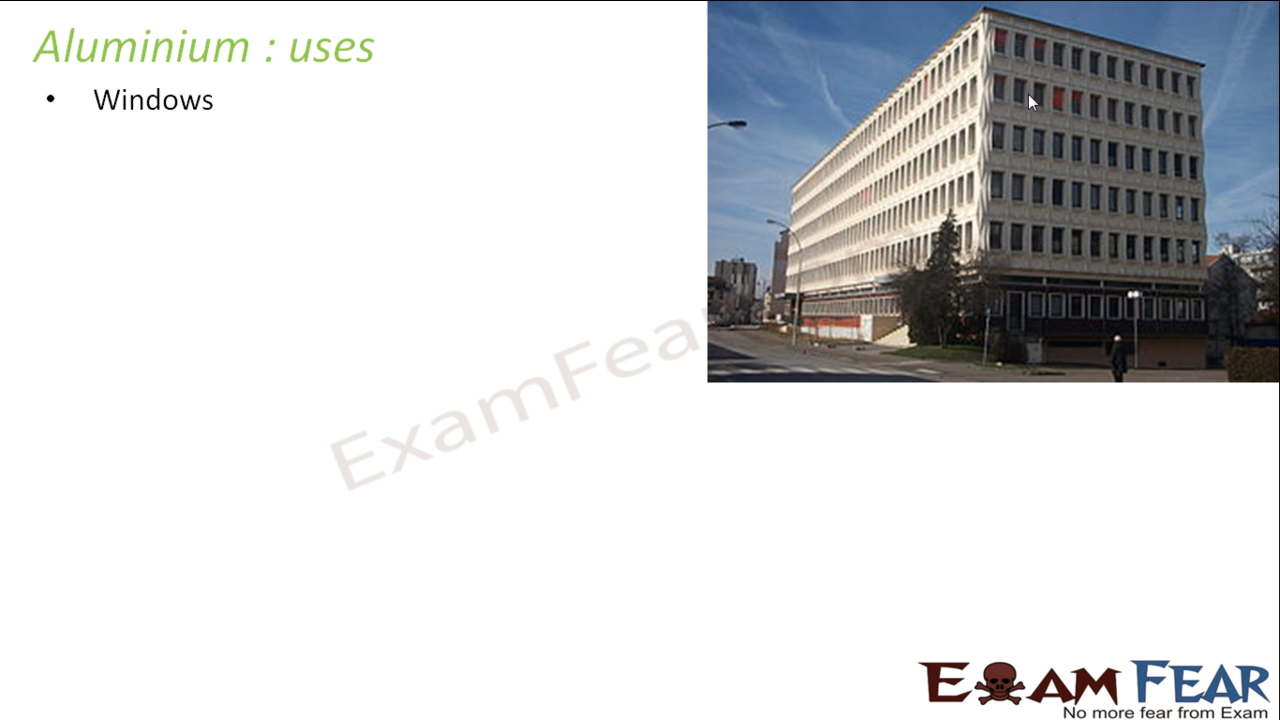 Aluminium : uses
• Windows
ExamFear
EXAM FEAR
No more fear from Exam